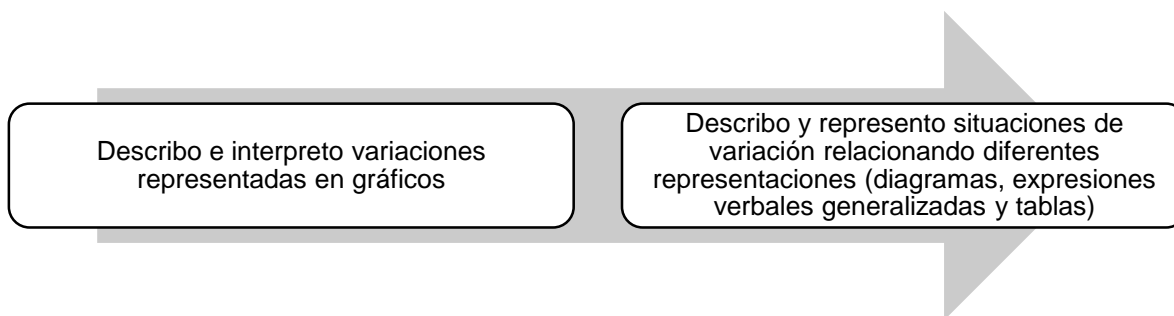 Describo e interpreto variaciones
representadas en gráficos
Describo y represento situaciones de
variación relacionando diferentes
representaciones (diagramas, expresiones
verbales generalizadas y tablas)